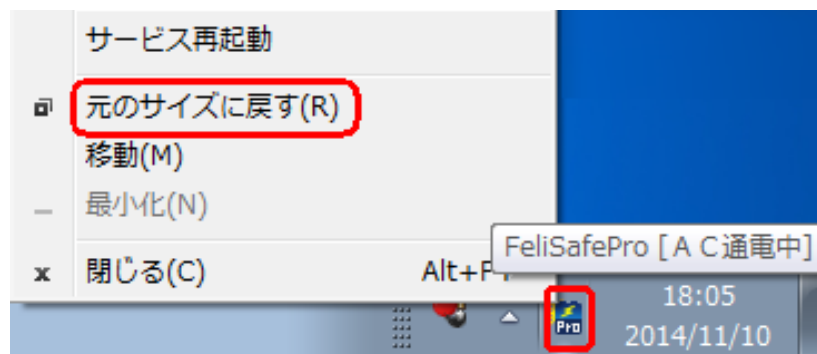 サービス再起動
元のサイズに戻す(R)
移動(M)
最小化(N)
閉じる(C) Alt+F
FeliSafePro [ＡＣ通電中]
Pro
18:05
2014/11/10